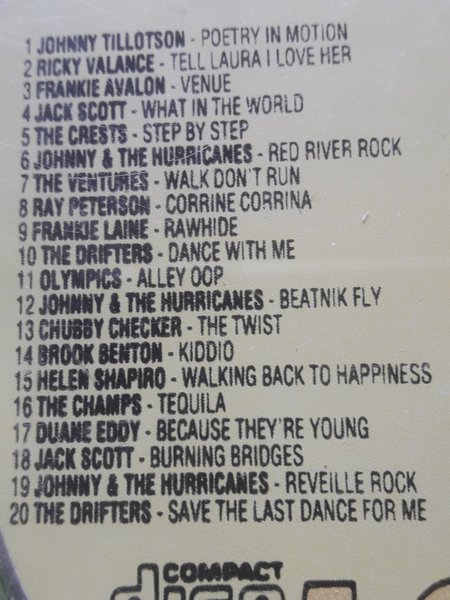 1 JOHNNY TILLOTSON - POETRY IN MOTION
2 RICKY VALANCE - TELL LAURA I LOVE HER
3 FRANKIE AVALON - VENUE
4 JACK SCOTT - WHAT IN THE WORLD
5 THE CRESTS - STEP BY STEP
6 JOHNNY & THE HURRICANES - RED RIVER ROCK
7 THE VENTURES - WALK DON'T RUN
8 RAY PETERSON - CORRINE CORRINA
9 FRANKIE LAINE - RAWHIDE
10 THE DRIFTERS - DANCE WITH ME
11 OLYMPICS - ALLEY OOP
12 JOHNNY & THE HURRICANES - BEATNIK FLY
13 CHUBBY CHECKER - THE TWIST
14 BROOK BENTON - KIDDIO
15 HELEN SHAPIRO - WALKING BACK TO HAPPINESS
16 THE CHAMPS - TEQUILA
17 DUANE EDDY - BECAUSE THEY'RE YOUNG
18 JACK SCOTT - BURNING BRIDGES
19 JOHNNY & THE HURRICANES - REVEILLE ROCK
20 THE DRIFTERS - SAVE THE LAST DANCE FOR ME
COMPACT
disc